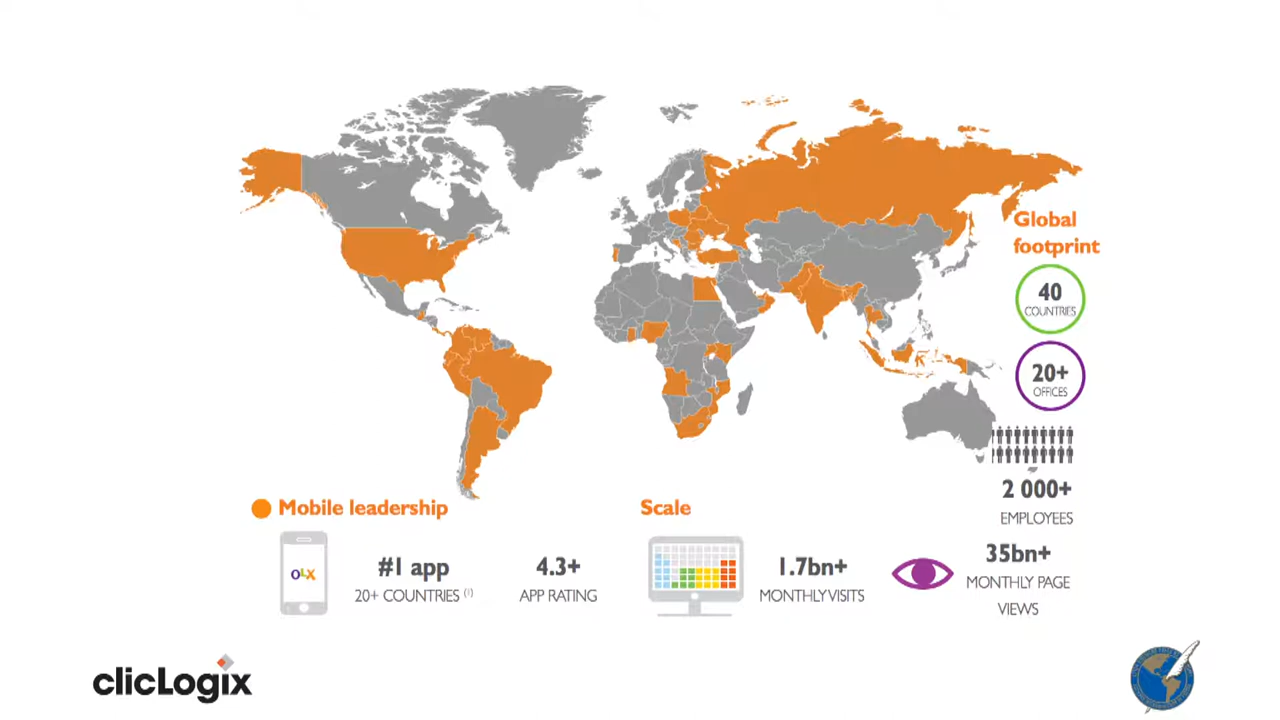 Global
footprint
40
COUNTRIES
20+
OFFICES
2 000+
EMPLOYEES
Mobile leadership
OLX
#1 app
20+ COUNTRIES (1)
4.3+
APP RATING
Scale
1.7bn+
MONTHLY VISITS
35bn+
MONTHLY PAGE
VIEWS
clicLogix